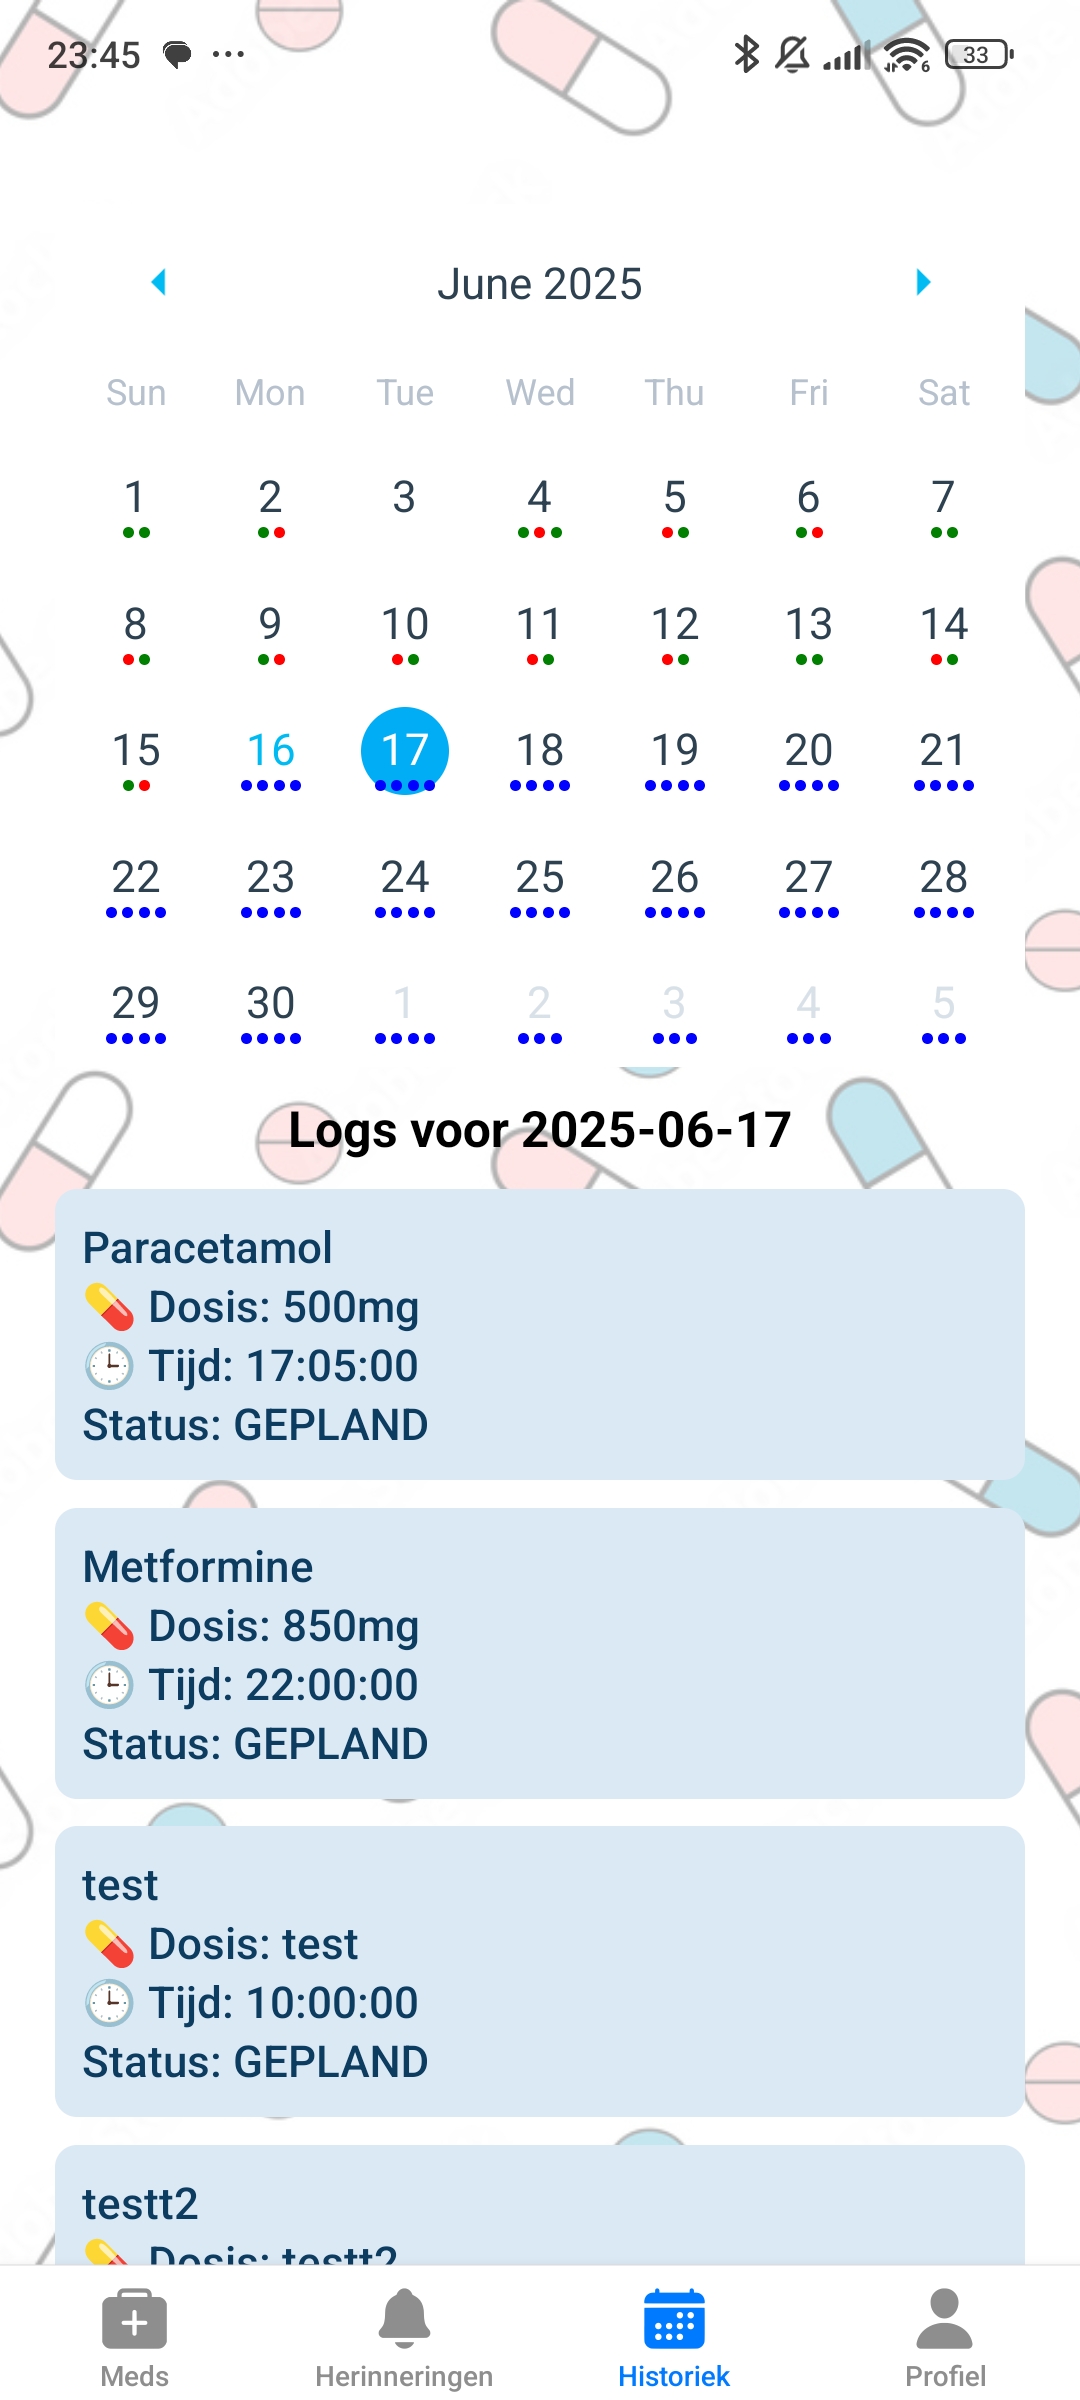 23:45
33
6
June 2025
Sun Mon Tue Wed Thu Fri Sat
1 2 3 4 5 6 7
8 9 10 11 12 13 14
15 16 17 18 19 20 21
22 23 24 25 26 27 28
29 30 1 2 3 4 5
Logs voor 2025-06-17
Paracetamol
Dosis: 500mg
Tijd: 17:05:00
Status: GEPLAND
Metformine
Dosis: 850mg
Tijd: 22:00:00
Status: GEPLAND
test
Dosis: test
Tijd: 10:00:00
Status: GEPLAND
testt2
Dosis: testt2
Meds Herinneringen Historiek Profiel